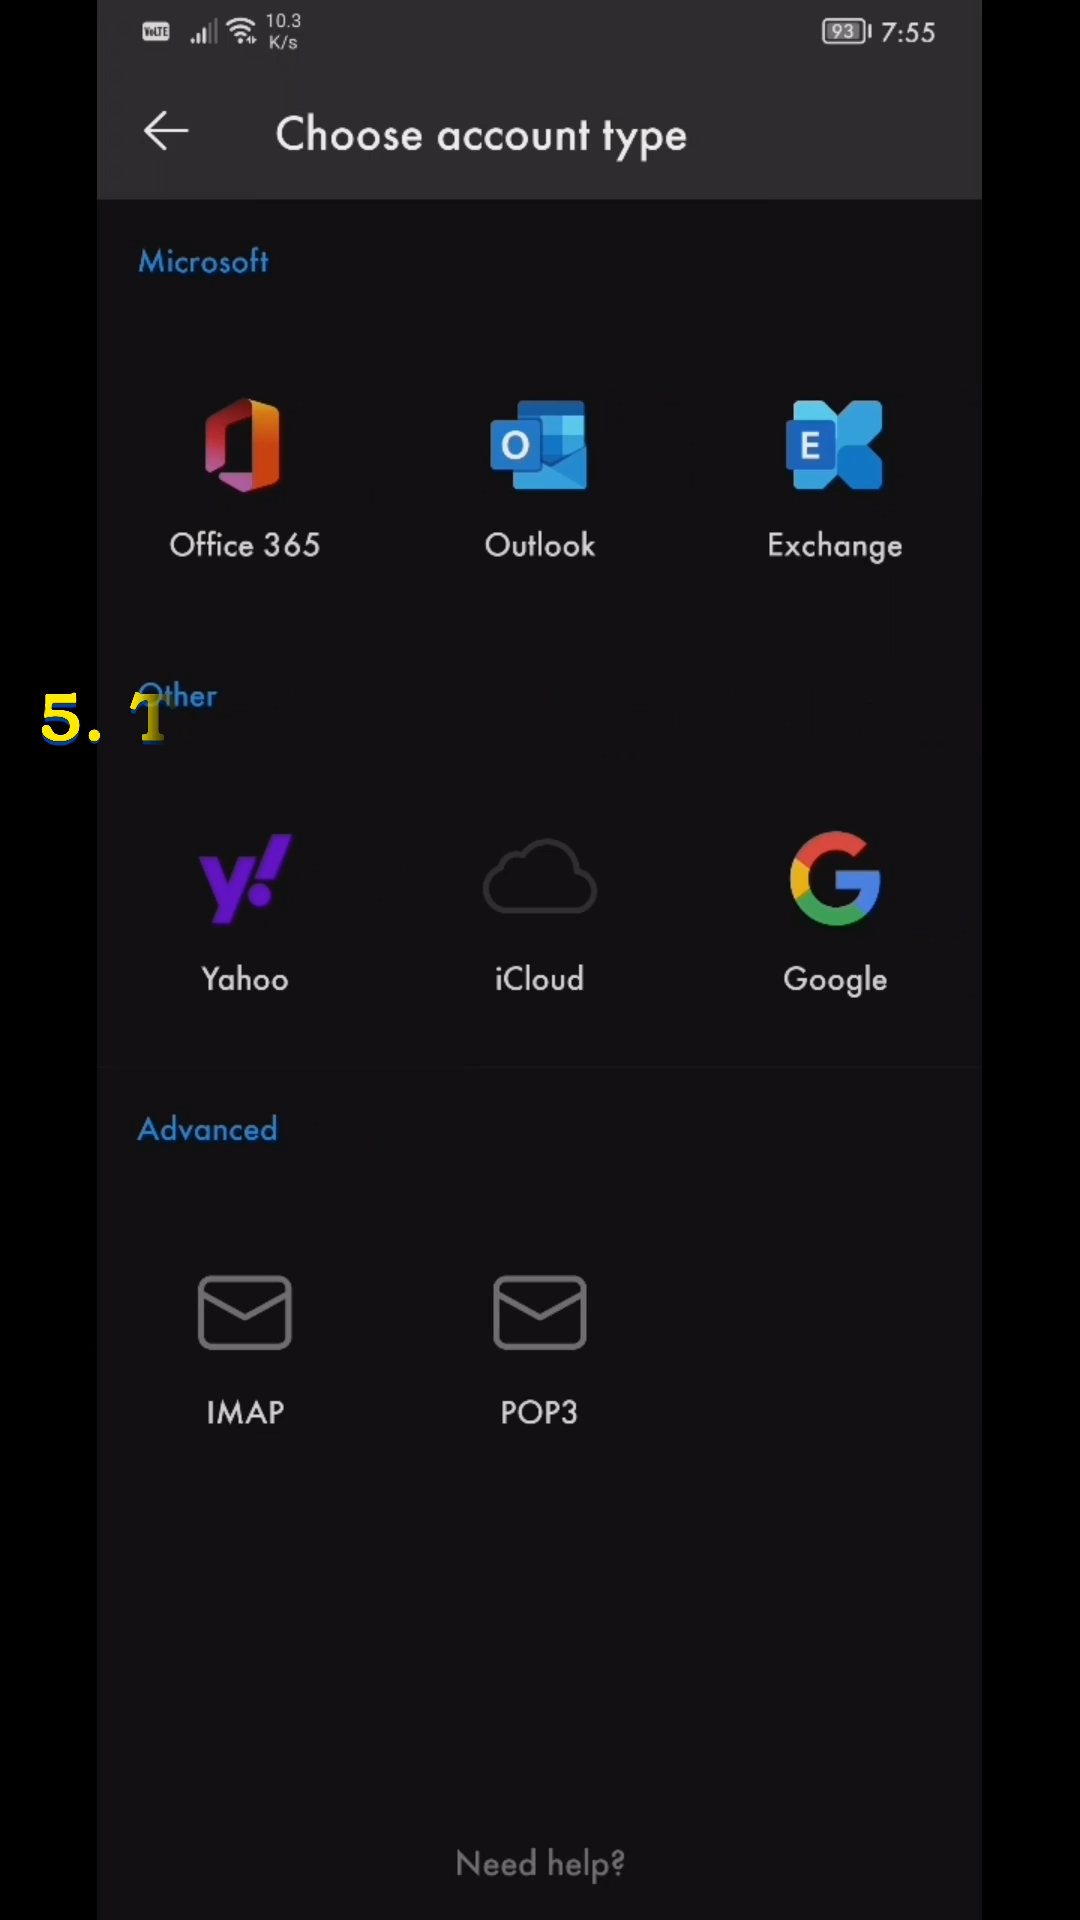 VoLTE 10.3 K/s 93 7:55
Choose account type
Microsoft
Office 365 Outlook Exchange
Other
5. T
Yahoo iCloud Google
Advanced
IMAP POP3
Need help?